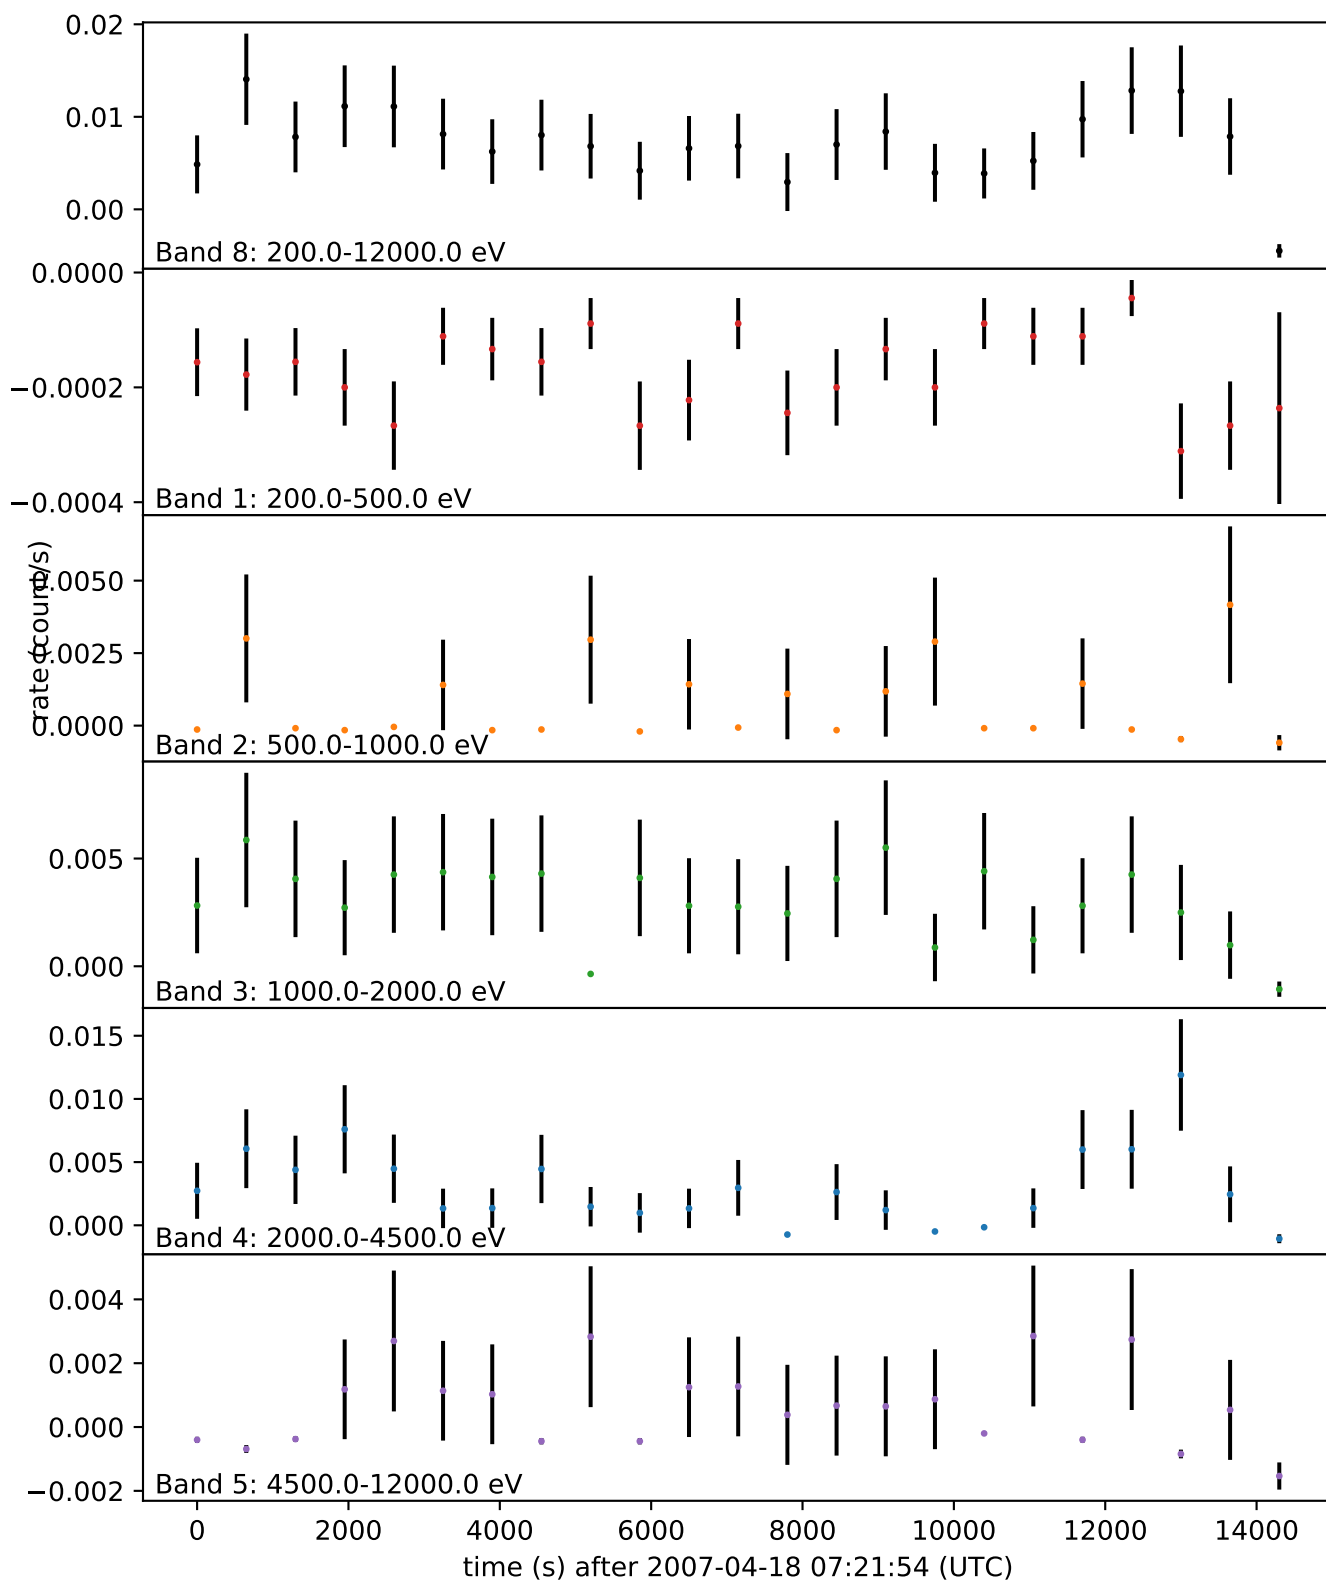 0.02
0.01
0.00
Band 8: 200.0-12000.0 eV
0.0000
−0.0002
−0.0004
Band 1: 200.0-500.0 eV
rate (count/s)
0.0050
0.0025
0.0000
Band 2: 500.0-1000.0 eV
0.005
0.000
Band 3: 1000.0-2000.0 eV
0.015
0.010
0.005
0.000
Band 4: 2000.0-4500.0 eV
0.004
0.002
0.000
−0.002
Band 5: 4500.0-12000.0 eV
0 2000 4000 6000 8000 10000 12000 14000
time (s) after 2007-04-18 07:21:54 (UTC)